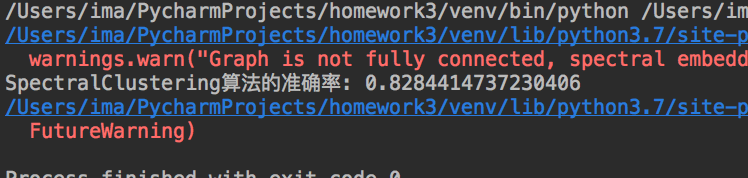 /Users/ima/PycharmProjects/homework3/venv/bin/python /Users/im
/Users/ima/PycharmProjects/homework3/venv/lib/python3.7/site-p
warnings.warn("Graph is not fully connected, spectral embedd
SpectralClustering算法的准确率: 0.8284414737230406
/Users/ima/PycharmProjects/homework3/venv/lib/python3.7/site-p
FutureWarning)
Process finished with exit code 0